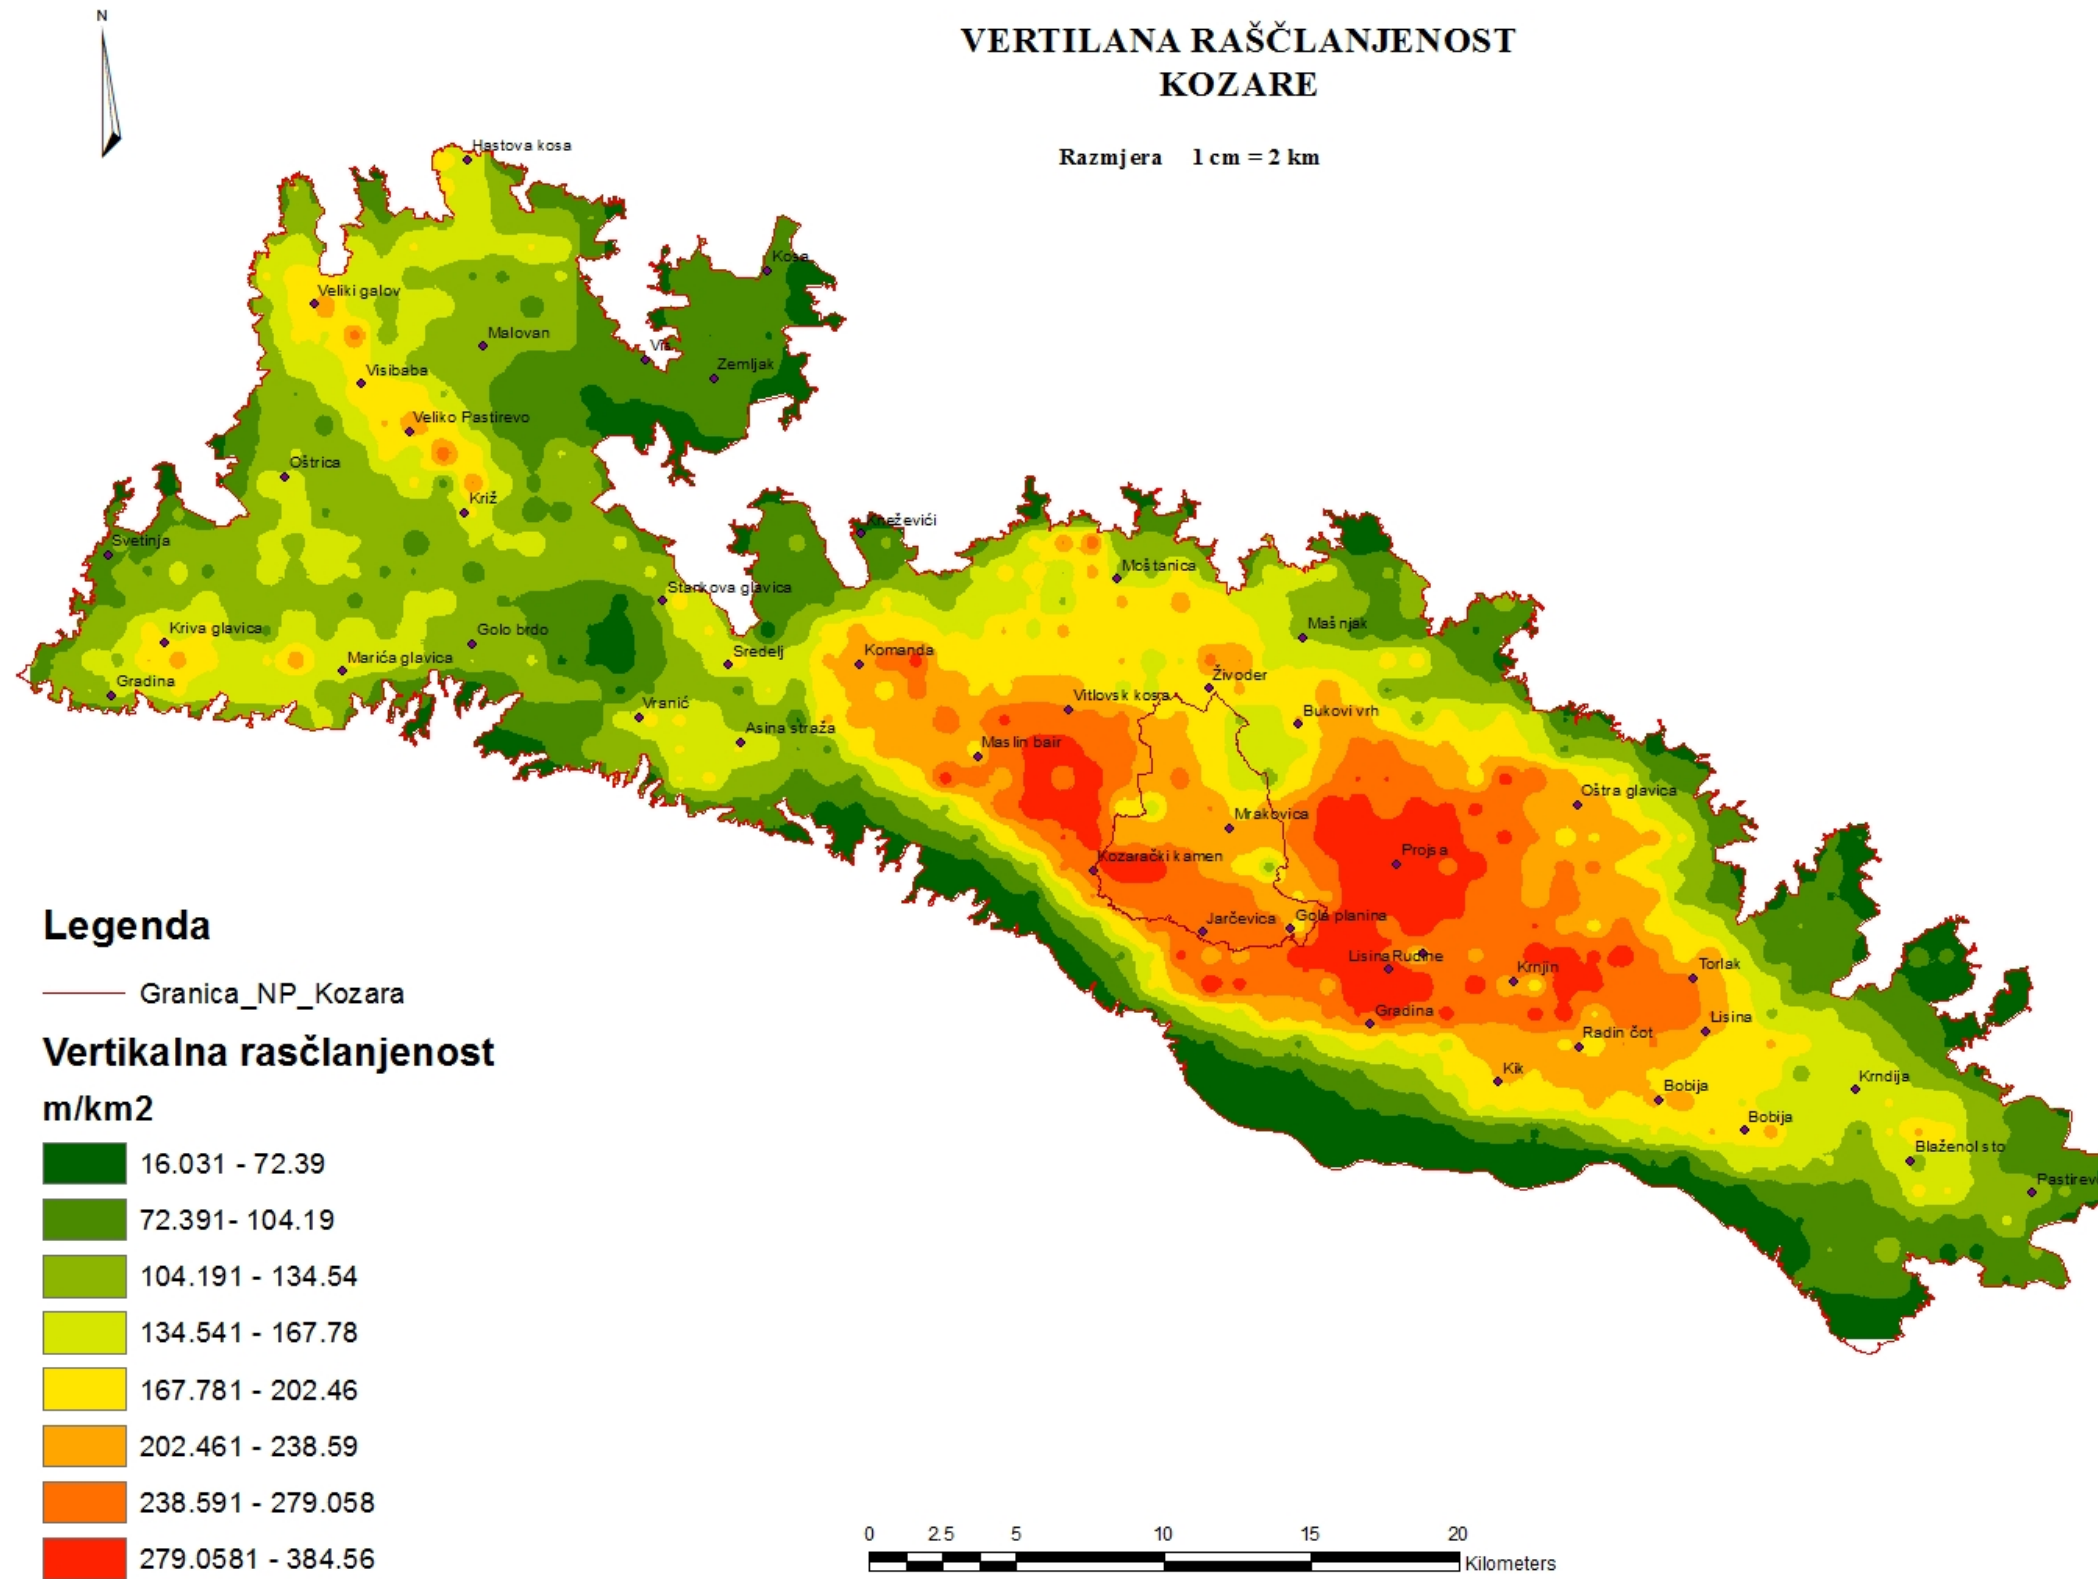 N
VERTILANA RAŠČLANJENOST
KOZARE
Razmjera 1 cm = 2 km
Hastova kosa
Kosa
Veliki galov
Malovan
Vis
Zemljak
Visibaba
Veliko Pastirevo
Oštrica
Križ
Svetinja
Kneževići
Moštanica
Stankova glavica
Kriva glavica
Golo brdo
Mašnjak
Sredelj
Komanda
Marića glavica
Živoder
Gradina
Vitlovsk kosa
Vranić
Bukovi vrh
Asina straža
Maslin bair
Oštra glavica
Mrakovica
Projsa
Kozarački kamen
Jarčevica
Gola planina
Lisina
Rudine
Krnjin
Torlak
Gradina
Lisina
Radin čot
Kik
Bobija
Krndija
Bobija
Blaženol sto
Pastirevo
Legenda
Granica_NP_Kozara
Vertikalna rasčlanjenost
m/km2
16.031 - 72.39
72.391- 104.19
104.191 - 134.54
134.541 - 167.78
167.781 - 202.46
202.461 - 238.59
238.591 - 279.058
279.0581 - 384.56
0 2.5 5 10 15 20
Kilometers